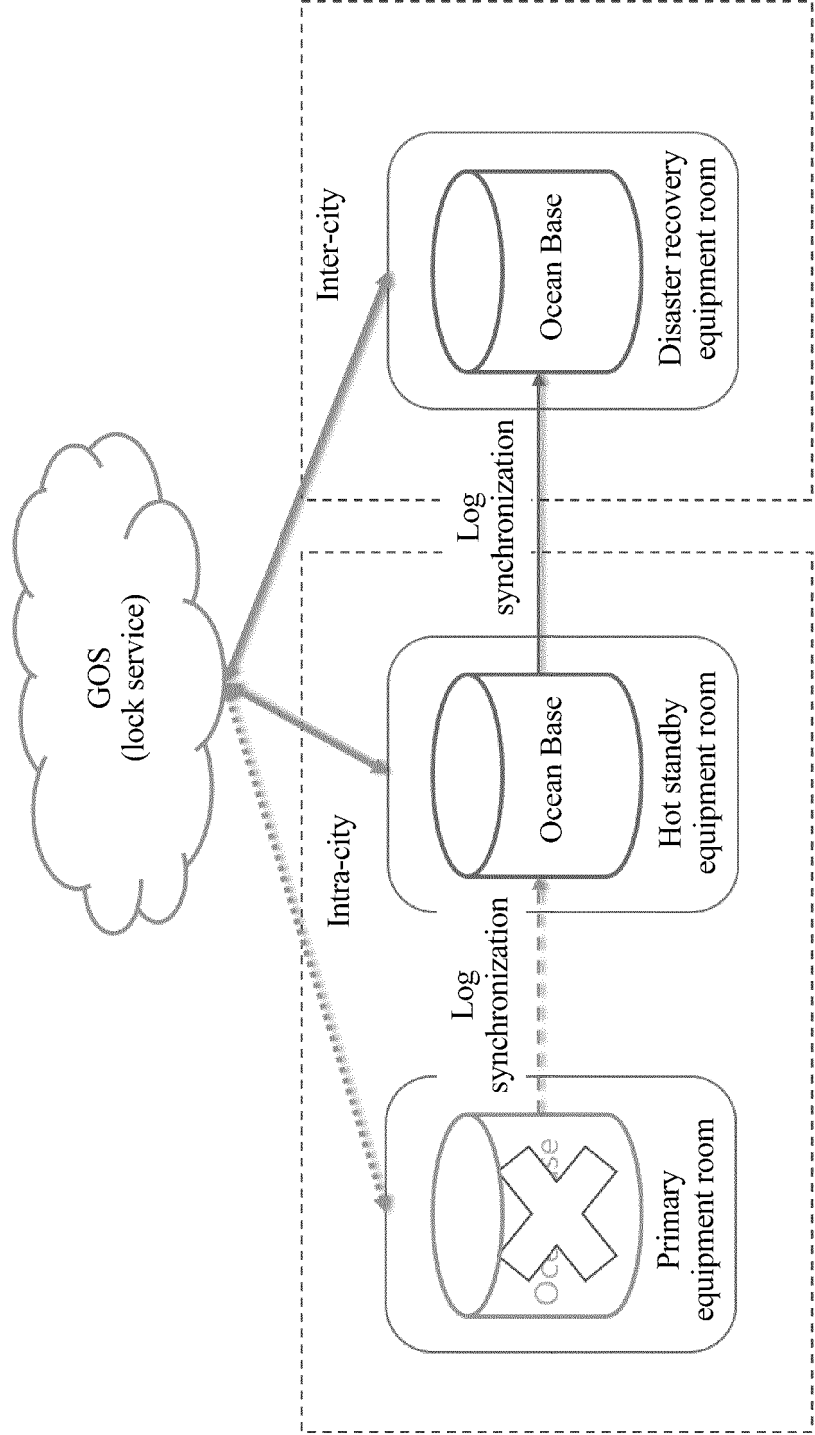 GOS
(lock service)
Intra-city
Inter-city
Log
synchronization
Log
synchronization
Ocean Base
Ocean Base
Primary
equipment room
Hot standby
equipment room
Disaster recovery
equipment room